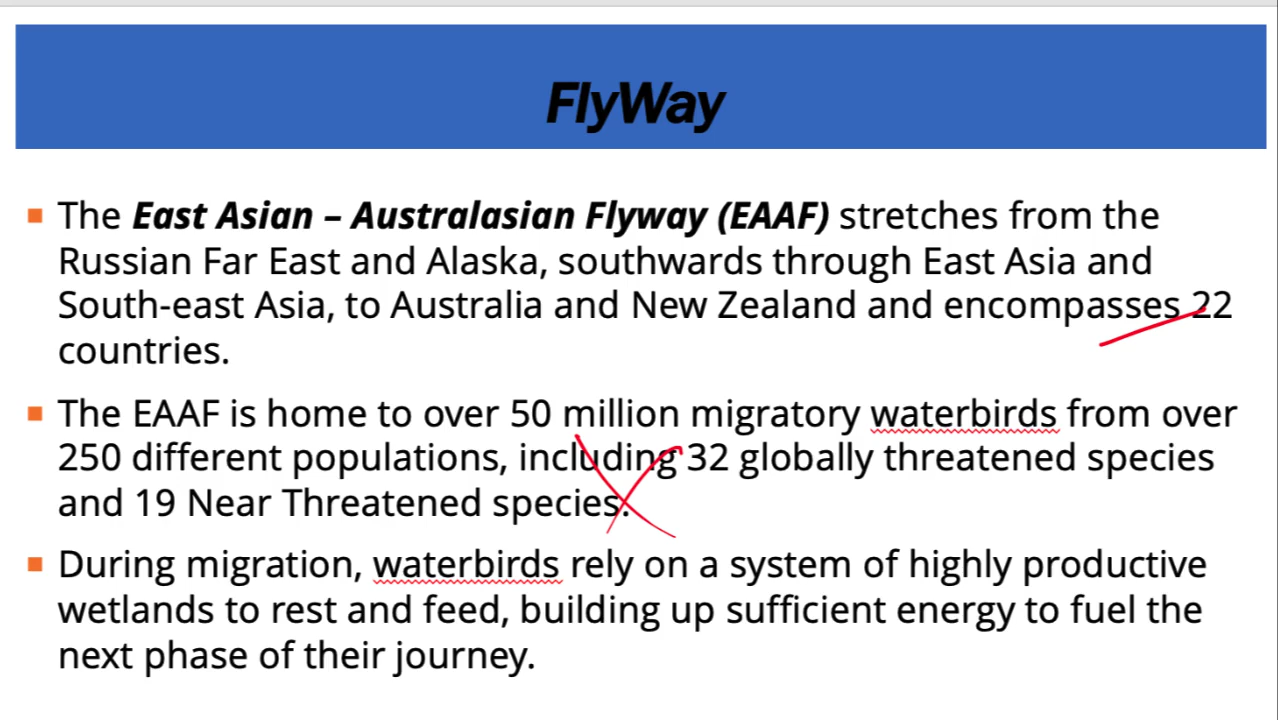 FlyWay
The East Asian – Australasian Flyway (EAAF) stretches from the
Russian Far East and Alaska, southwards through East Asia and
South-east Asia, to Australia and New Zealand and encompasses 22
countries.
The EAAF is home to over 50 million migratory waterbirds from over
250 different populations, including 32 globally threatened species
and 19 Near Threatened species.
During migration, waterbirds rely on a system of highly productive
wetlands to rest and feed, building up sufficient energy to fuel the
next phase of their journey.